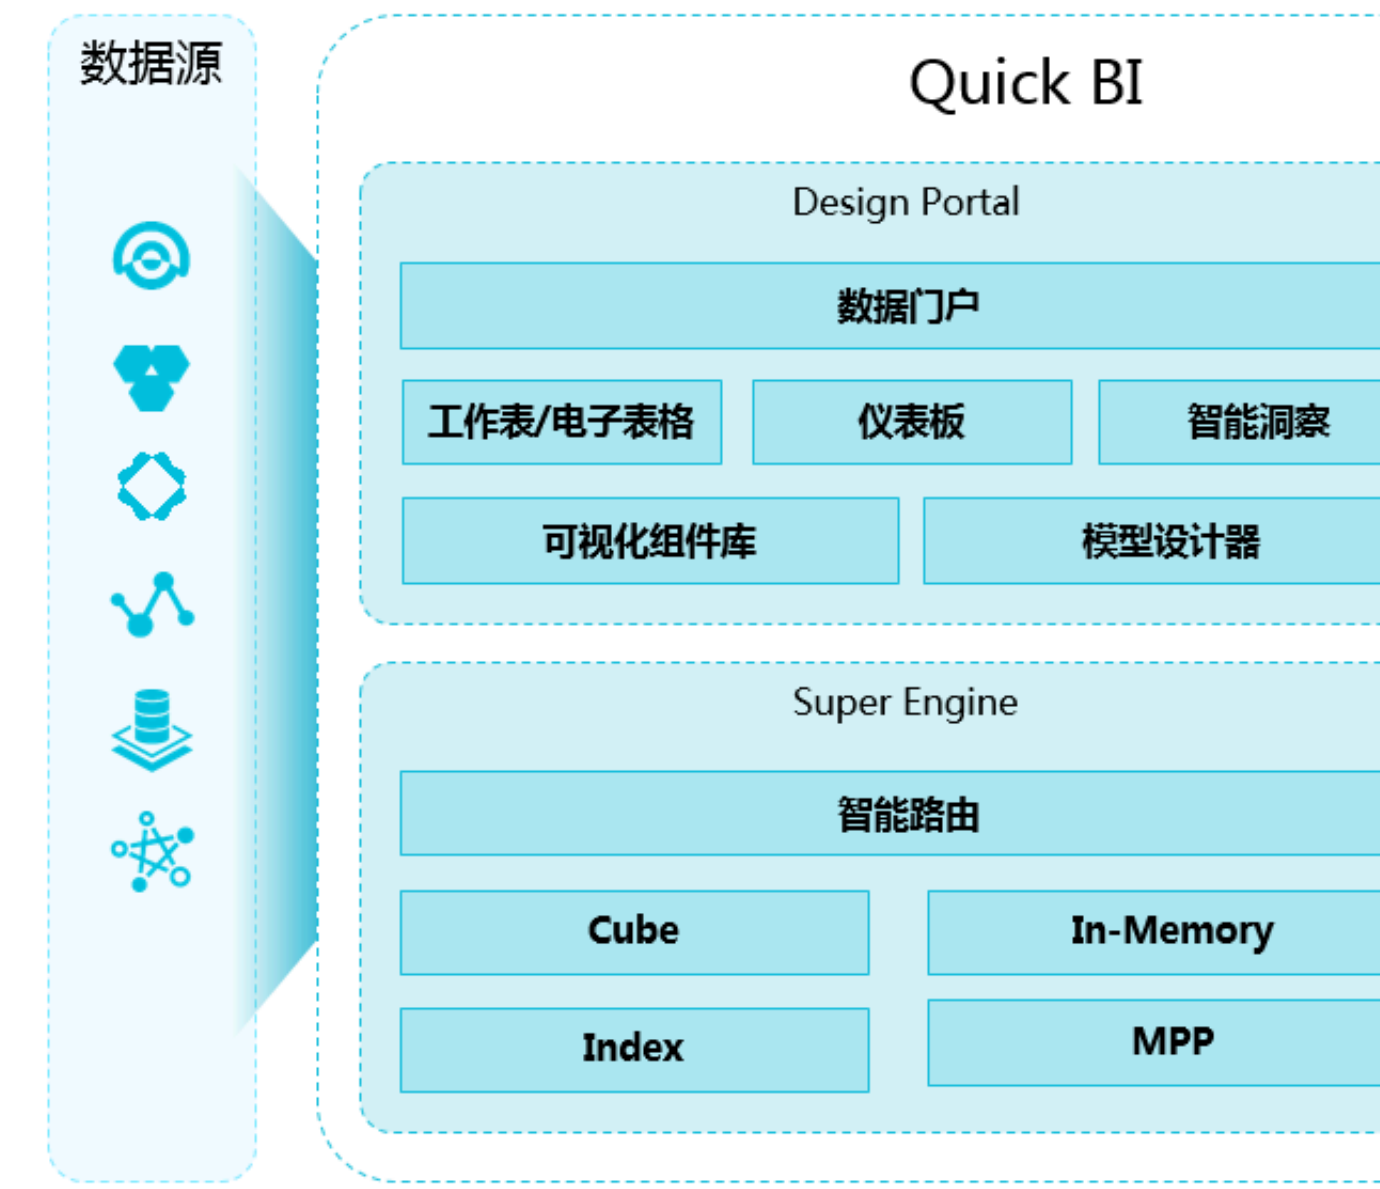 数据源
Quick BI
Design Portal
数据门户
工作表/电子表格
仪表板
智能洞察
可视化组件库
模型设计器
Super Engine
智能路由
Cube
In-Memory
Index
MPP